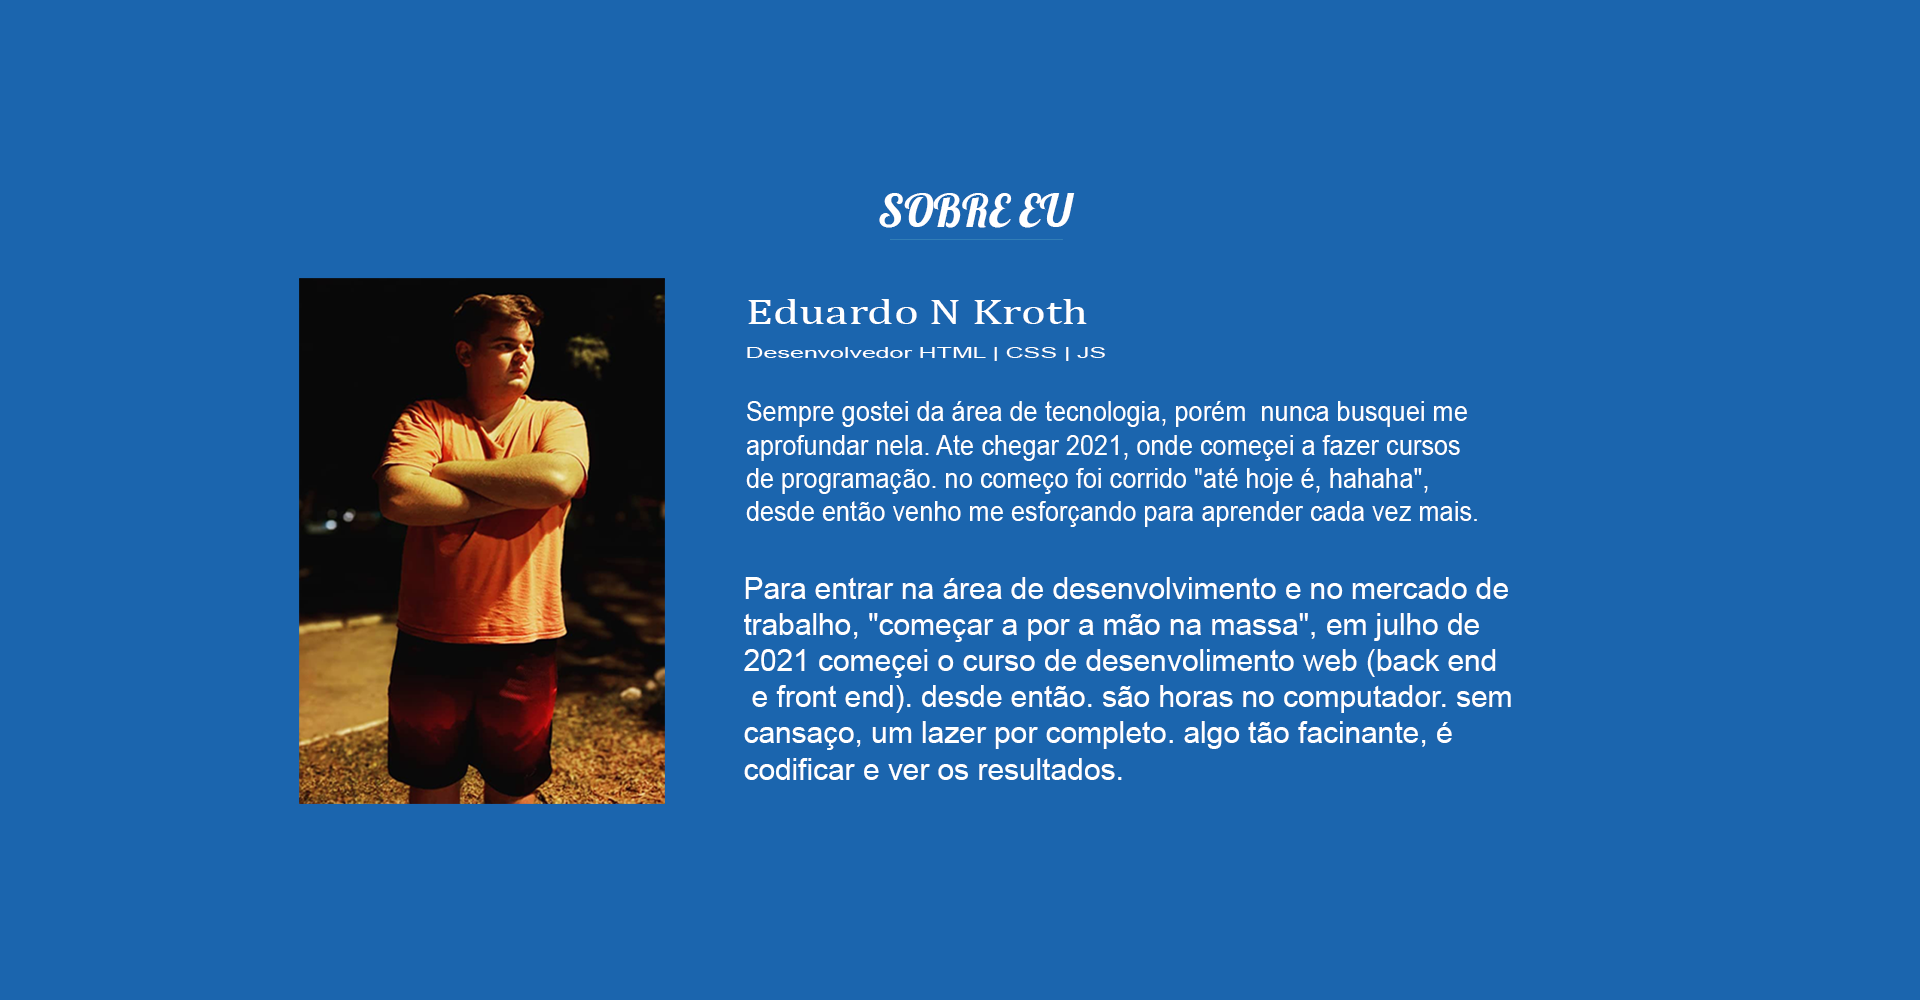 SOBRE EU
Eduardo N Kroth
Desenvolvedor HTML | CSS | JS
Sempre gostei da área de tecnologia, porém  nunca busquei me
aprofundar nela. Ate chegar 2021, onde começei a fazer cursos
de programação. no começo foi corrido "até hoje é, hahaha",
desde então venho me esforçando para aprender cada vez mais.
Para entrar na área de desenvolvimento e no mercado de
trabalho, "começar a por a mão na massa", em julho de
2021 começei o curso de desenvolimento web (back end
e front end). desde então. são horas no computador. sem
cansaço, um lazer por completo. algo tão facinante, é
codificar e ver os resultados.